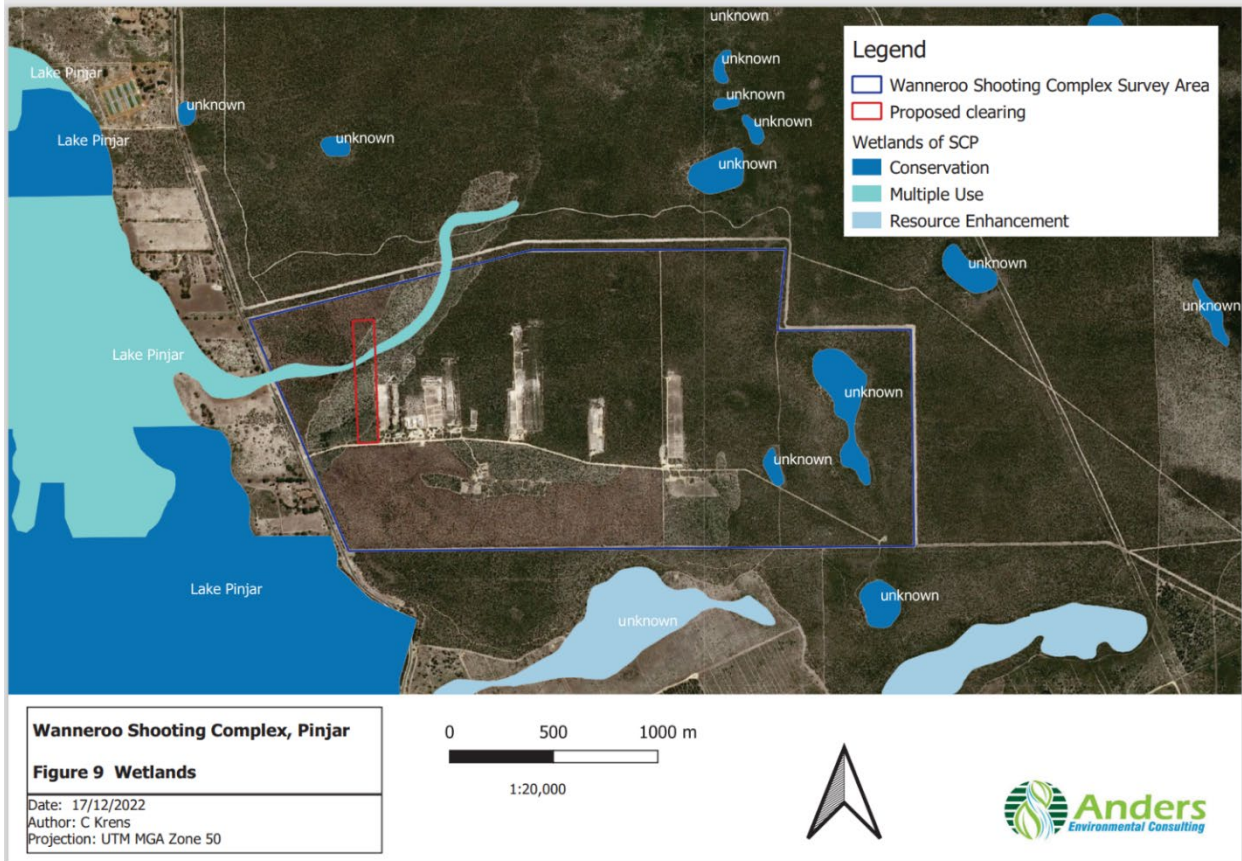 unknown
Legend
Wanneroo Shooting Complex Survey Area
Proposed clearing
Wetlands of SCP
Conservation
Multiple Use
Resource Enhancement
Lake Pinjar
unknown
unknown
unknown
unknown
unknown
Lake Pinjar
unknown
unknown
unknown
unknown
Lake Pinjar
unknown
unknown
Lake Pinjar
unknown
unknown
Wanneroo Shooting Complex, Pinjar
Figure 9 Wetlands
Date: 17/12/2022
Author: C Krens
Projection: UTM MGA Zone 50
0 500 1000 m
1:20,000
Anders
Environmental Consulting